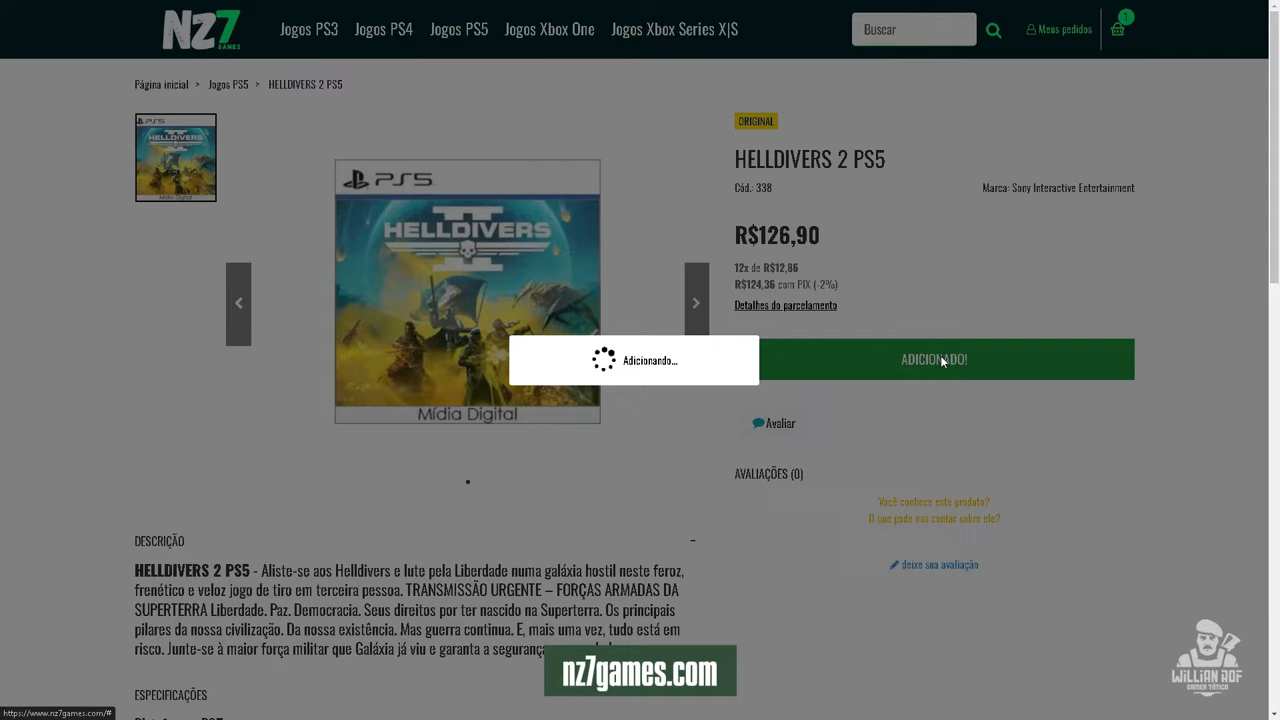 NZ7
GAMES
Jogos PS3
Jogos PS4
Jogos PS5
Jogos Xbox One
Jogos Xbox Series X|S
Buscar
Meus pedidos
1
Página inicial > Jogos PS5 > HELLDIVERS 2 PS5
PS5
HELLDIVERS
Mídia Digital
PS5
HELLDIVERS
Mídia Digital
ORIGINAL
HELLDIVERS 2 PS5
Cód.: 338
Marca: Sony Interactive Entertainment
R$126,90
12x de R$12,86
R$124,36 com PIX (-2%)
Detalhes do parcelamento
Adicionando...
ADICIONADO!
Avaliar
AVALIAÇÕES (0)
Você conhece este produto?
O que pode nos contar sobre ele?
deixe sua avaliação
DESCRIÇÃO
HELLDIVERS 2 PS5 - Aliste-se aos Helldivers e lute pela Liberdade numa galáxia hostil neste feroz,
frenético e veloz jogo de tiro em terceira pessoa. TRANSMISSÃO URGENTE – FORÇAS ARMADAS DA
SUPERTERRA Liberdade. Paz. Democracia. Seus direitos por ter nascido na Superterra. Os principais
pilares da nossa civilização. Da nossa existência. Mas guerra continua. E, mais uma vez, tudo está em
risco. Junte-se à maior força militar que Galáxia já viu e garanta a segurança
nz7games.com
ESPECIFICAÇÕES
WILLIAN ROF
GAMER TÁTICO
https://www.nz7games.com/#